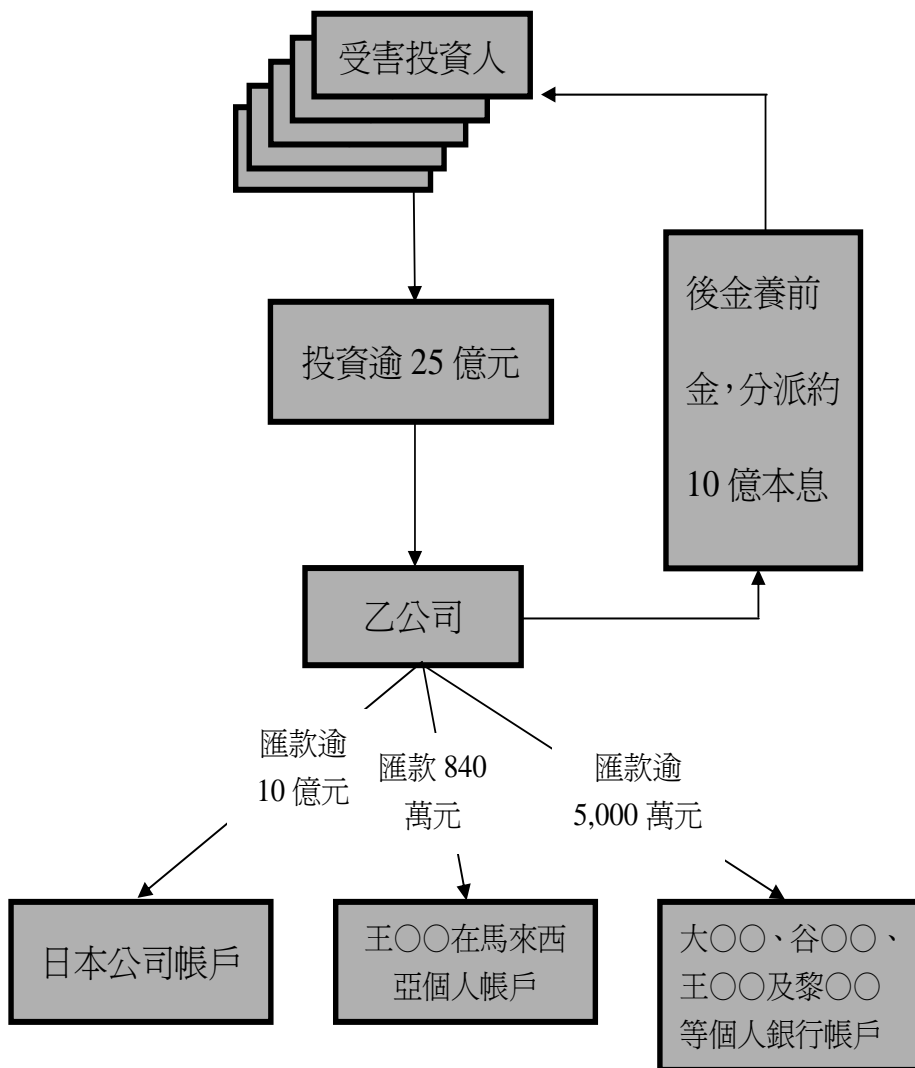 受害投資人
投資逾 25 億元
後金養前
金，分派約
10 億本息
乙公司
匯款逾
10 億元
匯款 840
萬元
匯款逾
5,000 萬元
日本公司帳戶
王○○在馬來西
亞個人帳戶
大○○、谷○○、
王○○及黎○○
等個人銀行帳戶